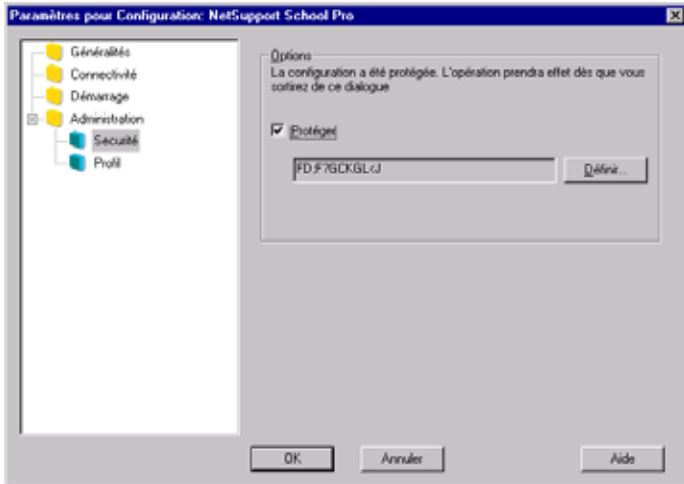 Paramètres pour Configuration: NetSupport School Pro
Généralités
Connectivité
Démarrage
Administration
Securité
Profil
Options
La configuration a été protégée. L'opération prendra effet dès que vous
sortirez de ce dialogue
Protéger
Définir...
OK
Annuler
Aide